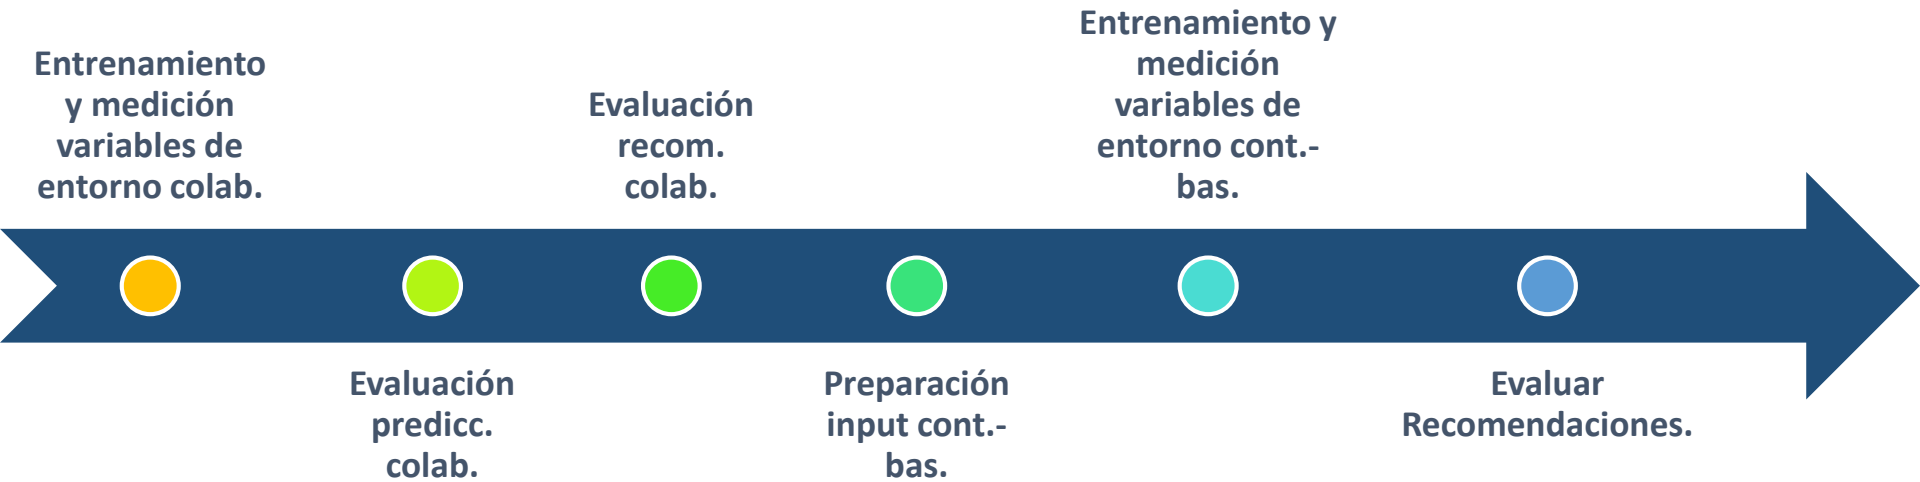 Entrenamiento
y medición
variables de
entorno colab.
Evaluación
predicc.
colab.
Evaluación
recom.
colab.
Preparación
input cont.-
bas.
Entrenamiento y
medición
variables de
entorno cont.-
bas.
Evaluar
Recomendaciones.